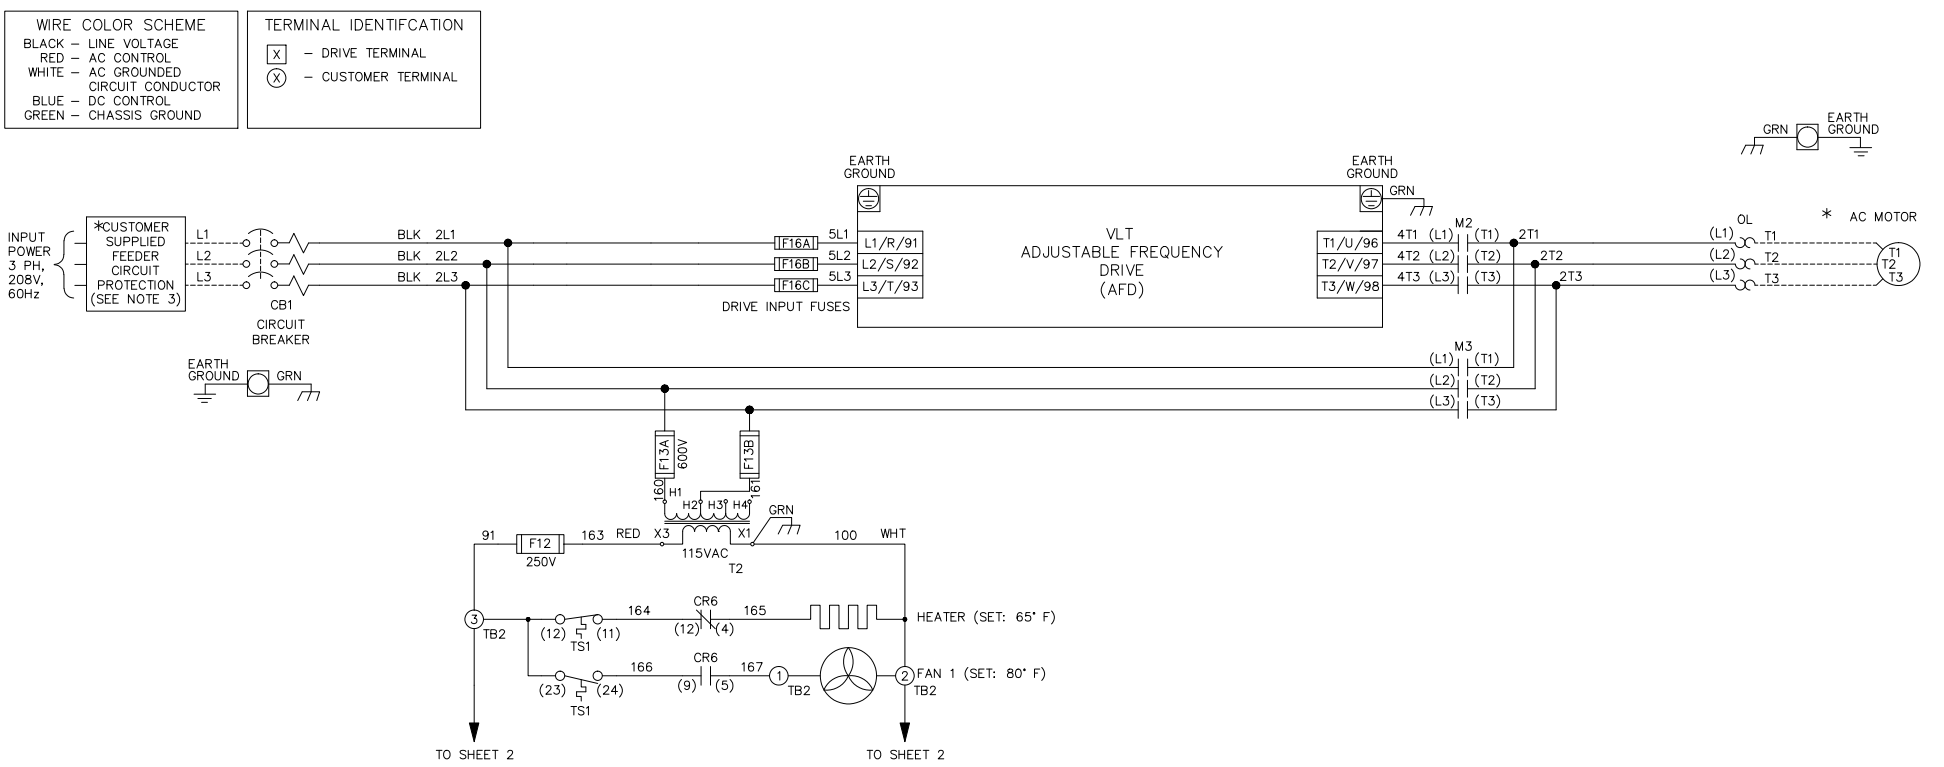 WIRE COLOR SCHEME
BLACK – LINE VOLTAGE
RED – AC CONTROL
WHITE – AC GROUNDED
CIRCUIT CONDUCTOR
BLUE – DC CONTROL
GREEN – CHASSIS GROUND
TERMINAL IDENTIFCATION
X – DRIVE TERMINAL
X – CUSTOMER TERMINAL
GRN
EARTH
GROUND
INPUT
POWER
3 PH,
208V,
60Hz
*CUSTOMER
SUPPLIED
FEEDER
CIRCUIT
PROTECTION
(SEE NOTE 3)
L1
L2
L3
CB1
CIRCUIT
BREAKER
BLK 2L1
BLK 2L2
BLK 2L3
F16A
F16B
F16C
DRIVE INPUT FUSES
5L1
5L2
5L3
EARTH
GROUND
L1/R/91
L2/S/92
L3/T/93
VLT
ADJUSTABLE FREQUENCY
DRIVE
(AFD)
EARTH
GROUND
GRN
T1/U/96
T2/V/97
T3/W/98
M2
4T1 (L1) (T1) 2T1
4T2 (L2) (T2) 2T2
4T3 (L3) (T3) 2T3
OL
(L1) T1
(L2) T2
(L3) T3
* AC MOTOR
T1
T2
T3
EARTH
GROUND
GRN
M3
(L1) (T1)
(L2) (T2)
(L3) (T3)
F13A
600V
F13B
160
161
H1
H2
H3
H4
GRN
91
F12
250V
163
RED
X3
X1
115VAC
T2
100
WHT
3
TB2
(12)
(11)
TS1
164
CR6
(12)
(4)
165
HEATER (SET: 65° F)
(23)
(24)
TS1
166
CR6
(9)
(5)
167
1
TB2
2
TB2
FAN 1 (SET: 80° F)
TO SHEET 2
TO SHEET 2